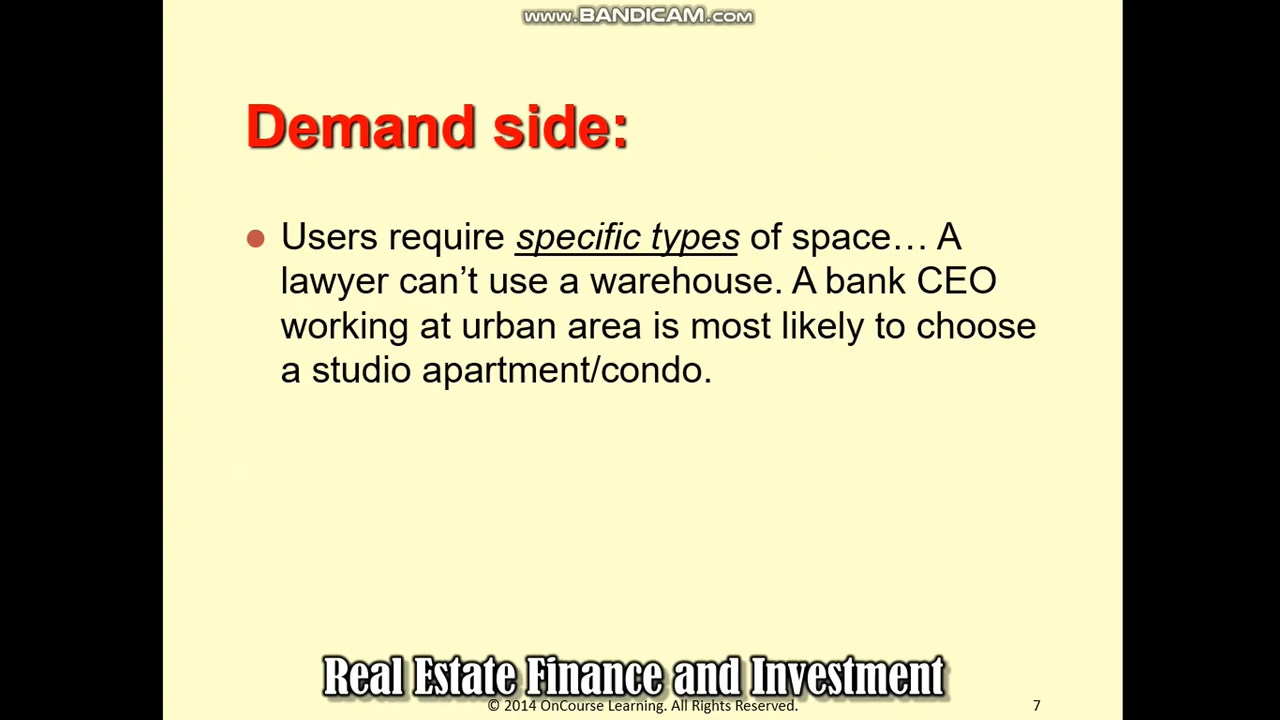 www.BANDICAM.com
Demand side:
Users require specific types of space… A
lawyer can’t use a warehouse. A bank CEO
working at urban area is most likely to choose
a studio apartment/condo.
Real Estate Finance and Investment
© 2014 OnCourse Learning. All Rights Reserved.
7